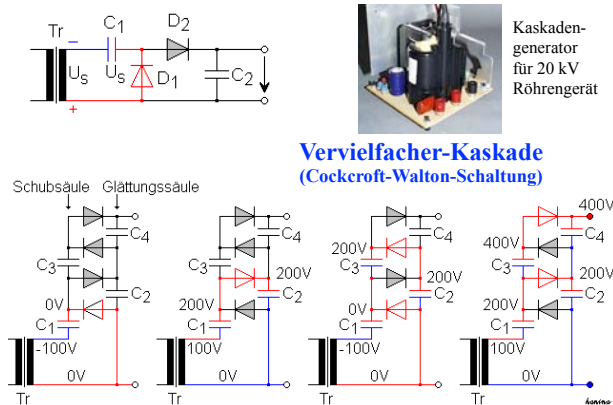 Tr
C1
D2
US
US
D1
C2
Kaskaden-
generator
für 20 kV
Röhrengerät
Vervielfacher-Kaskade
(Cockcroft-Walton-Schaltung)
Schubsäule Glättungssäule
C4
C3
C2
0V
C1
-100V
0V
Tr
C4
C3
200V
C2
200V
C1
100V
0V
Tr
C4
200V
C3
200V
C2
0V
C1
-100V
0V
Tr
400V
C4
400V
C3
200V
C2
200V
C1
100V
0V
Tr